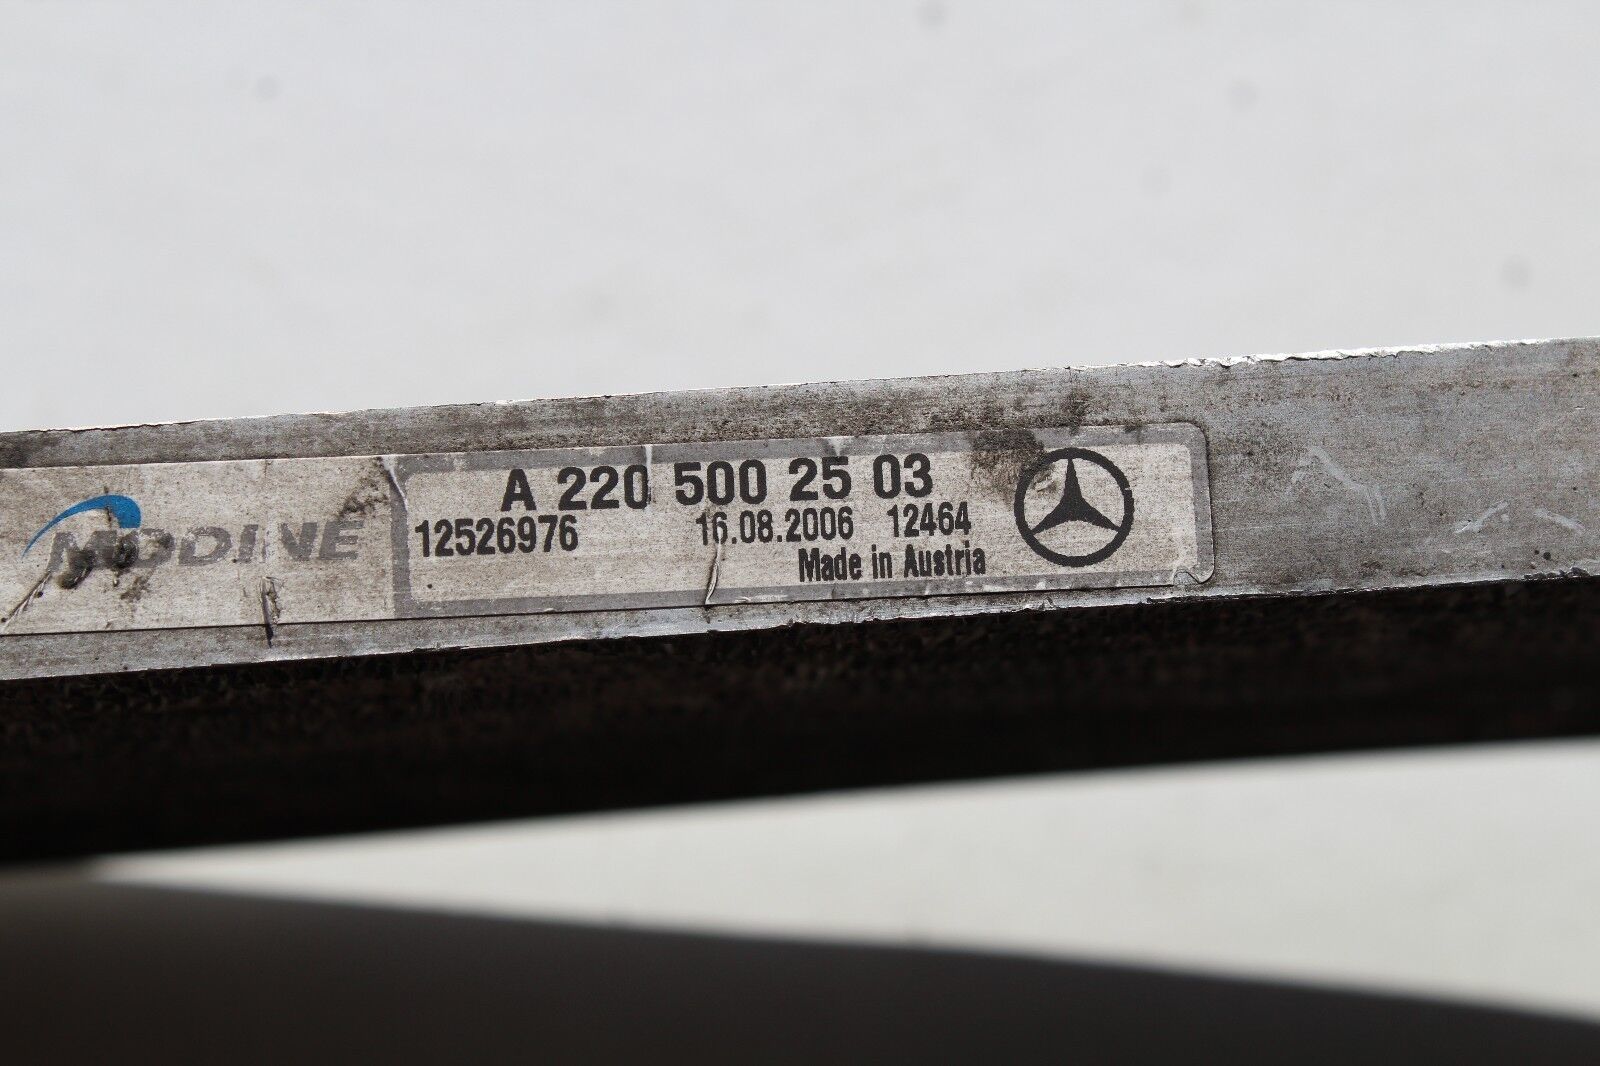 MODINE
A 220 500 25 03
12526976 16.08.2006 12464
Made in Austria